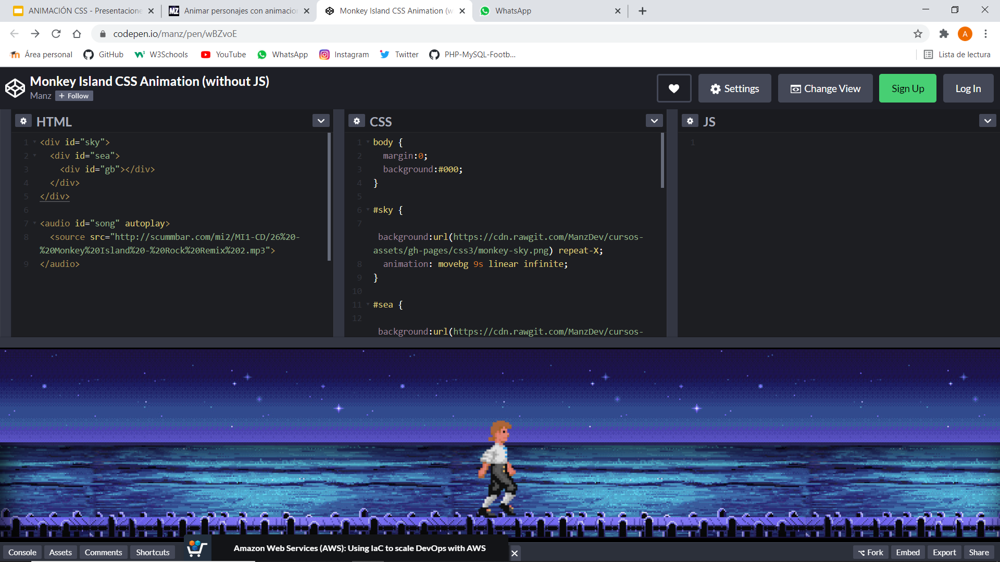 ANIMACIÓN CSS - Presentacione
Animar personajes con animacion
Monkey Island CSS Animation (w
WhatsApp
codepen.io/manz/pen/wBZvoE
A
Área personal
GitHub
W3Schools
YouTube
WhatsApp
Instagram
Twitter
PHP-MySQL-Footb...
Lista de lectura
Monkey Island CSS Animation (without JS)
Manz
+ Follow
Settings
Change View
Sign Up
Log In
HTML
1 <div id="sky">
2 <div id="sea">
3 <div id="gb"></div>
4 </div>
5 </div>
6
7 <audio id="song" autoplay>
8 <source src="http://scummbar.com/mi2/MI1-CD/26%20-
%20Monkey%20Island%20-%20Rock%20Remix%202.mp3">
9 </audio>
CSS
1 body {
2 margin:0;
3 background:#000;
4 }
5
6 #sky {
7
background:url(https://cdn.rawgit.com/ManzDev/cursos-
assets/gh-pages/css3/monkey-sky.png) repeat-X;
8 animation: movebg 9s linear infinite;
9 }
10
11 #sea {
12
background:url(https://cdn.rawgit.com/ManzDev/cursos-
JS
1
Console
Assets
Comments
Shortcuts
Amazon Web Services (AWS): Using IaC to scale DevOps with AWS
Fork
Embed
Export
Share